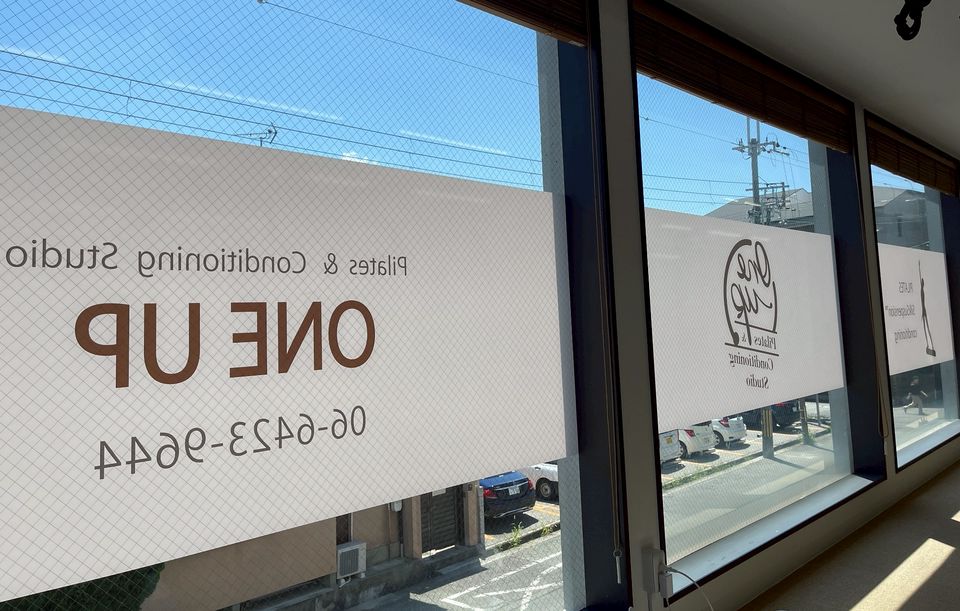 Pilates & Conditioning Studio
ONE UP
06-6423-9644
One
up
Pilates &
Conditioning
Studio
PILATES
conditioning